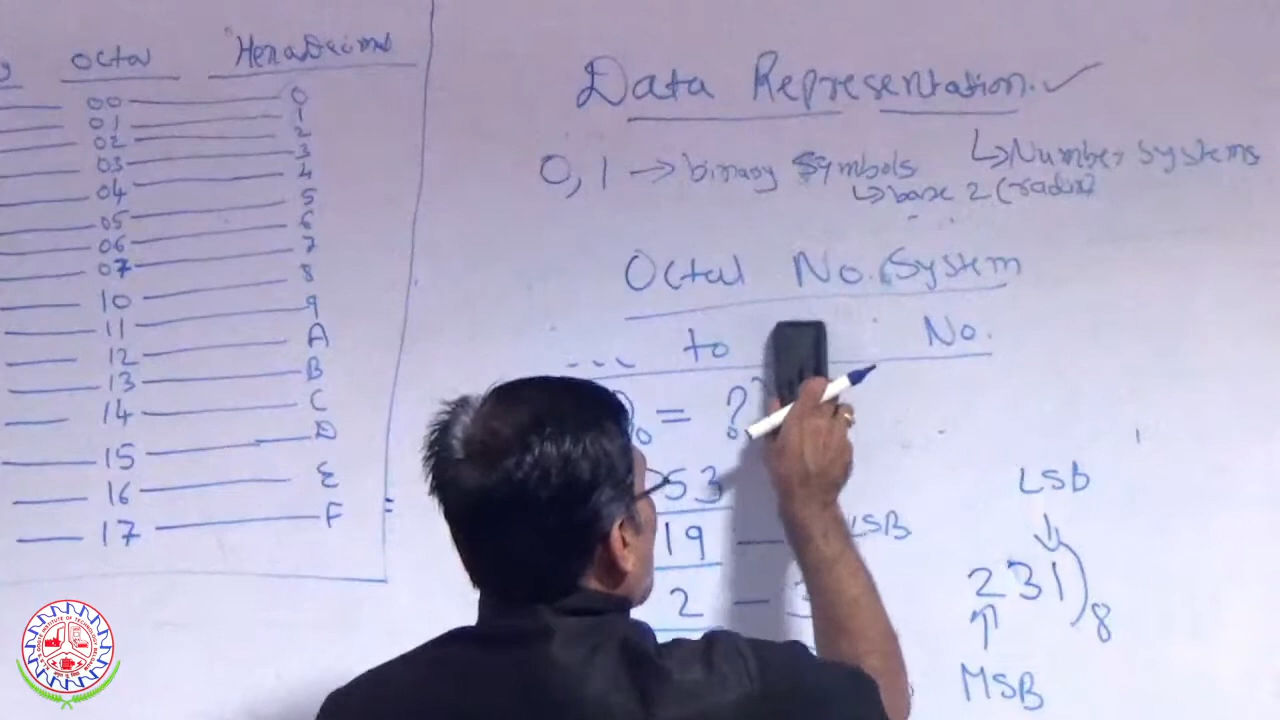 Octal HexaDecimal
00 0
01 1
02 2
03 3
04 4
05 5
06 6
07 7
10 8
11 9
12 A
13 B
14 C
15 D
16 E
17 F
Data Representation. ✓
↳ Number Systems
0, 1 → binary Symbols
↳ base 2 (radix)
Octal No. System
... to No.
= ?
53
19 — LSB
2 — 3
LSB
↓
231)8
↑
MSB